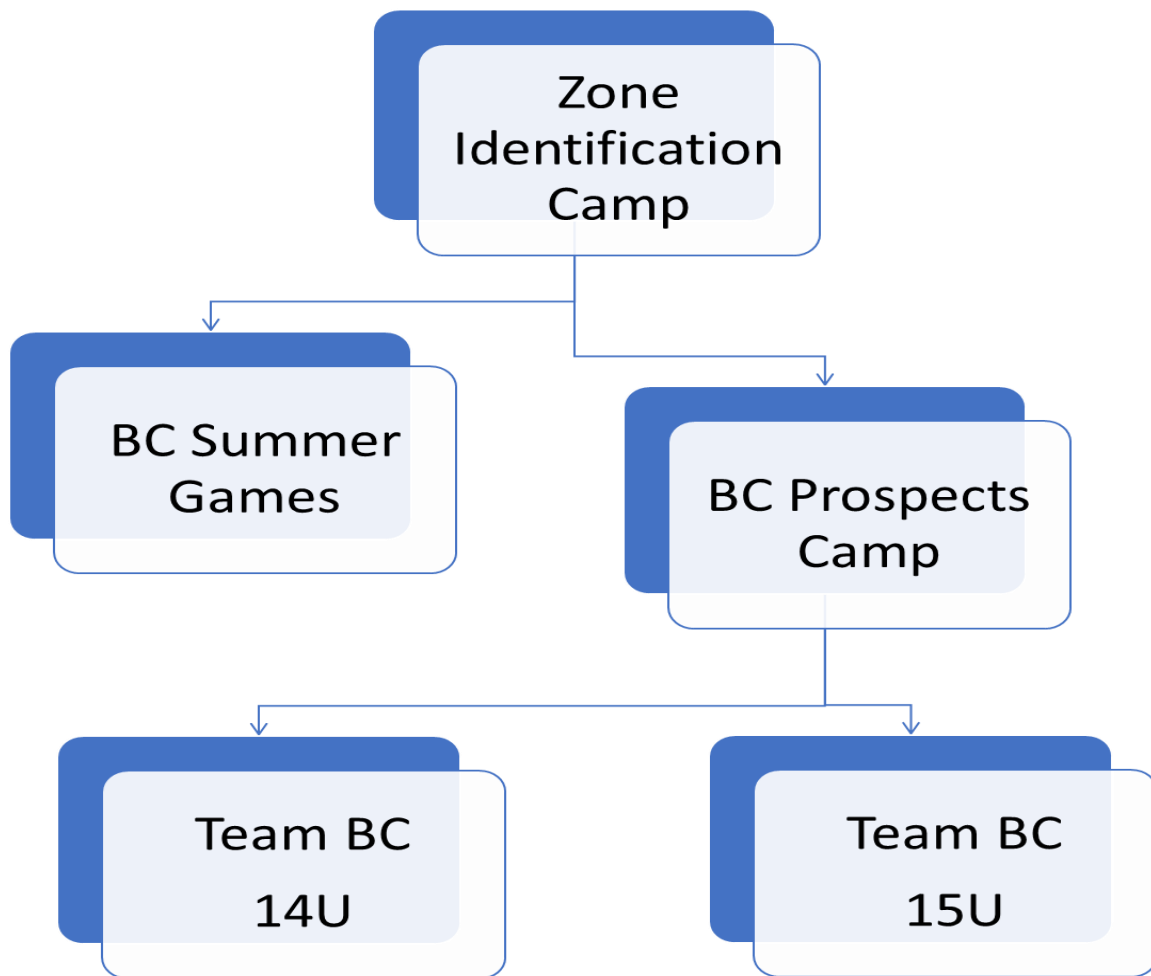 Zone
Identification
Camp
BC Summer
Games
BC Prospects
Camp
Team BC
14U
Team BC
15U